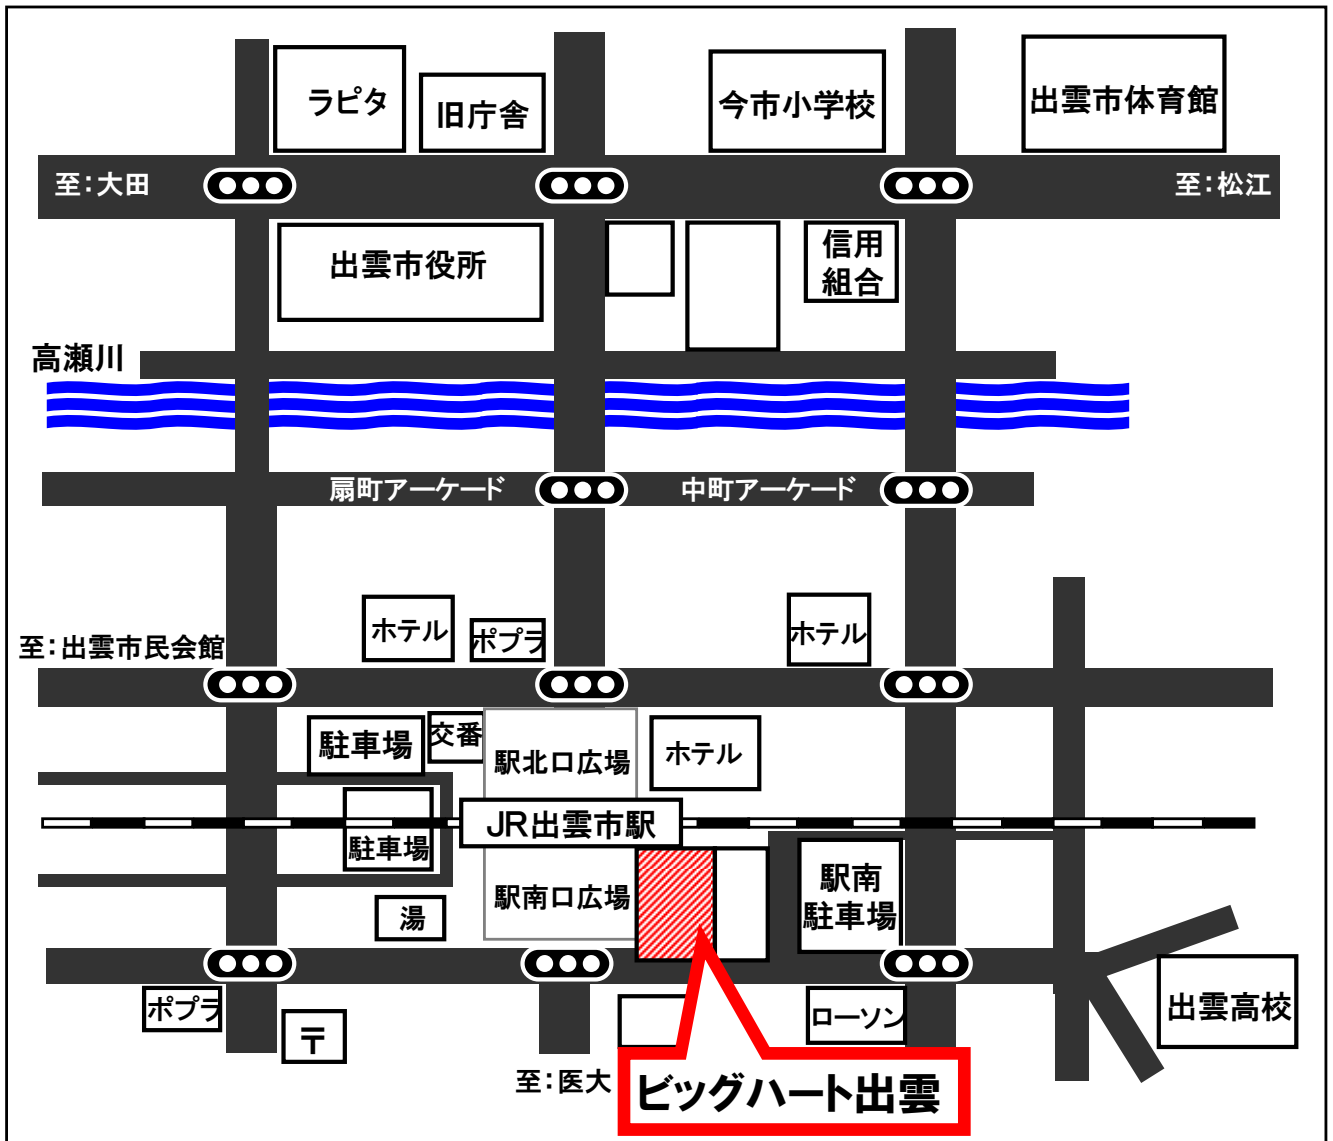 ラピタ
旧庁舎
今市小学校
出雲市体育館
至：大田
至：松江
出雲市役所
信用
組合
高瀬川
扇町アーケード
中町アーケード
ホテル
ポプラ
ホテル
至：出雲市民会館
駐車場
交番
駅北口広場
ホテル
JR出雲市駅
駐車場
駅南口広場
駅南
駐車場
湯
ポプラ
〒
ローソン
出雲高校
至：医大
ビッグハート出雲